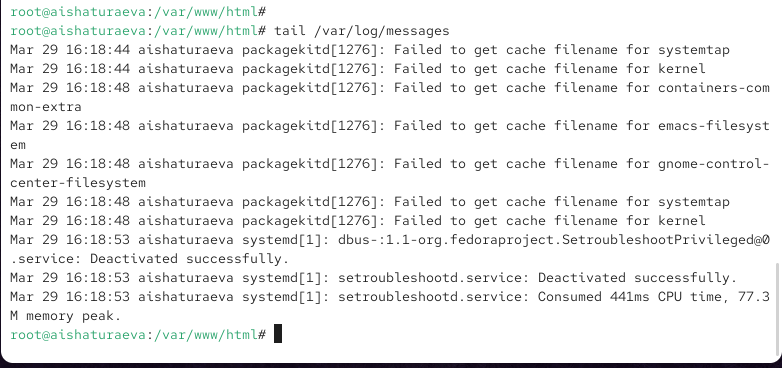 root@aishaturaeva:/var/www/html#
root@aishaturaeva:/var/www/html# tail /var/log/messages
Mar 29 16:18:44 aishaturaeva packagekitd[1276]: Failed to get cache filename for systemtap
Mar 29 16:18:44 aishaturaeva packagekitd[1276]: Failed to get cache filename for kernel
Mar 29 16:18:48 aishaturaeva packagekitd[1276]: Failed to get cache filename for containers-com
mon-extra
Mar 29 16:18:48 aishaturaeva packagekitd[1276]: Failed to get cache filename for emacs-filesyst
em
Mar 29 16:18:48 aishaturaeva packagekitd[1276]: Failed to get cache filename for gnome-control-
center-filesystem
Mar 29 16:18:48 aishaturaeva packagekitd[1276]: Failed to get cache filename for systemtap
Mar 29 16:18:48 aishaturaeva packagekitd[1276]: Failed to get cache filename for kernel
Mar 29 16:18:53 aishaturaeva systemd[1]: dbus-:1.1-org.fedoraproject.SetroubleshootPrivileged@0
.service: Deactivated successfully.
Mar 29 16:18:53 aishaturaeva systemd[1]: setroubleshootd.service: Deactivated successfully.
Mar 29 16:18:53 aishaturaeva systemd[1]: setroubleshootd.service: Consumed 441ms CPU time, 77.3
M memory peak.
root@aishaturaeva:/var/www/html#